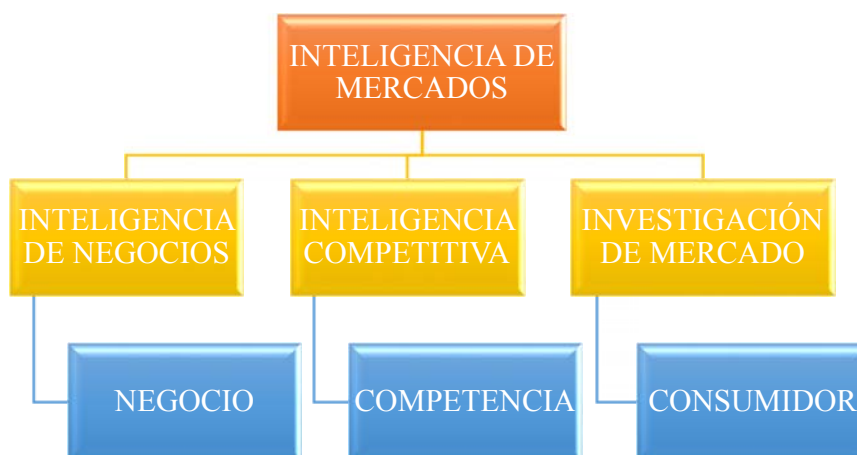 INTELIGENCIA DE
MERCADOS
INTELIGENCIA
DE NEGOCIOS
INTELIGENCIA
COMPETITIVA
INVESTIGACIÓN
DE MERCADO
NEGOCIO
COMPETENCIA
CONSUMIDOR